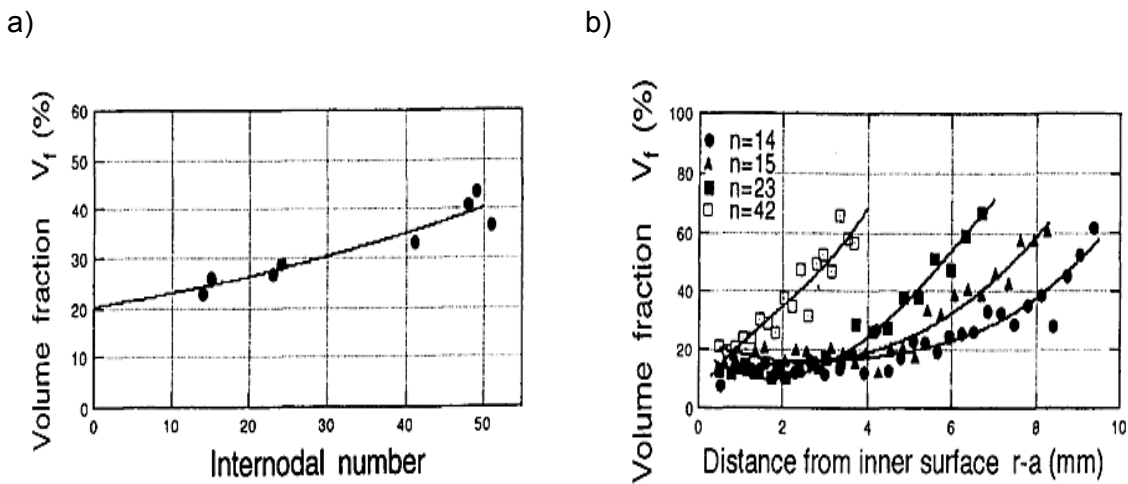 a)
b)
Volume fraction V_f (%)
60
50
40
30
20
10
0
0
10
20
30
40
50
Internodal number
Volume fraction V_f (%)
100
80
60
40
20
0
n=14
n=15
n=23
n=42
0
2
4
6
8
10
Distance from inner surface r-a (mm)